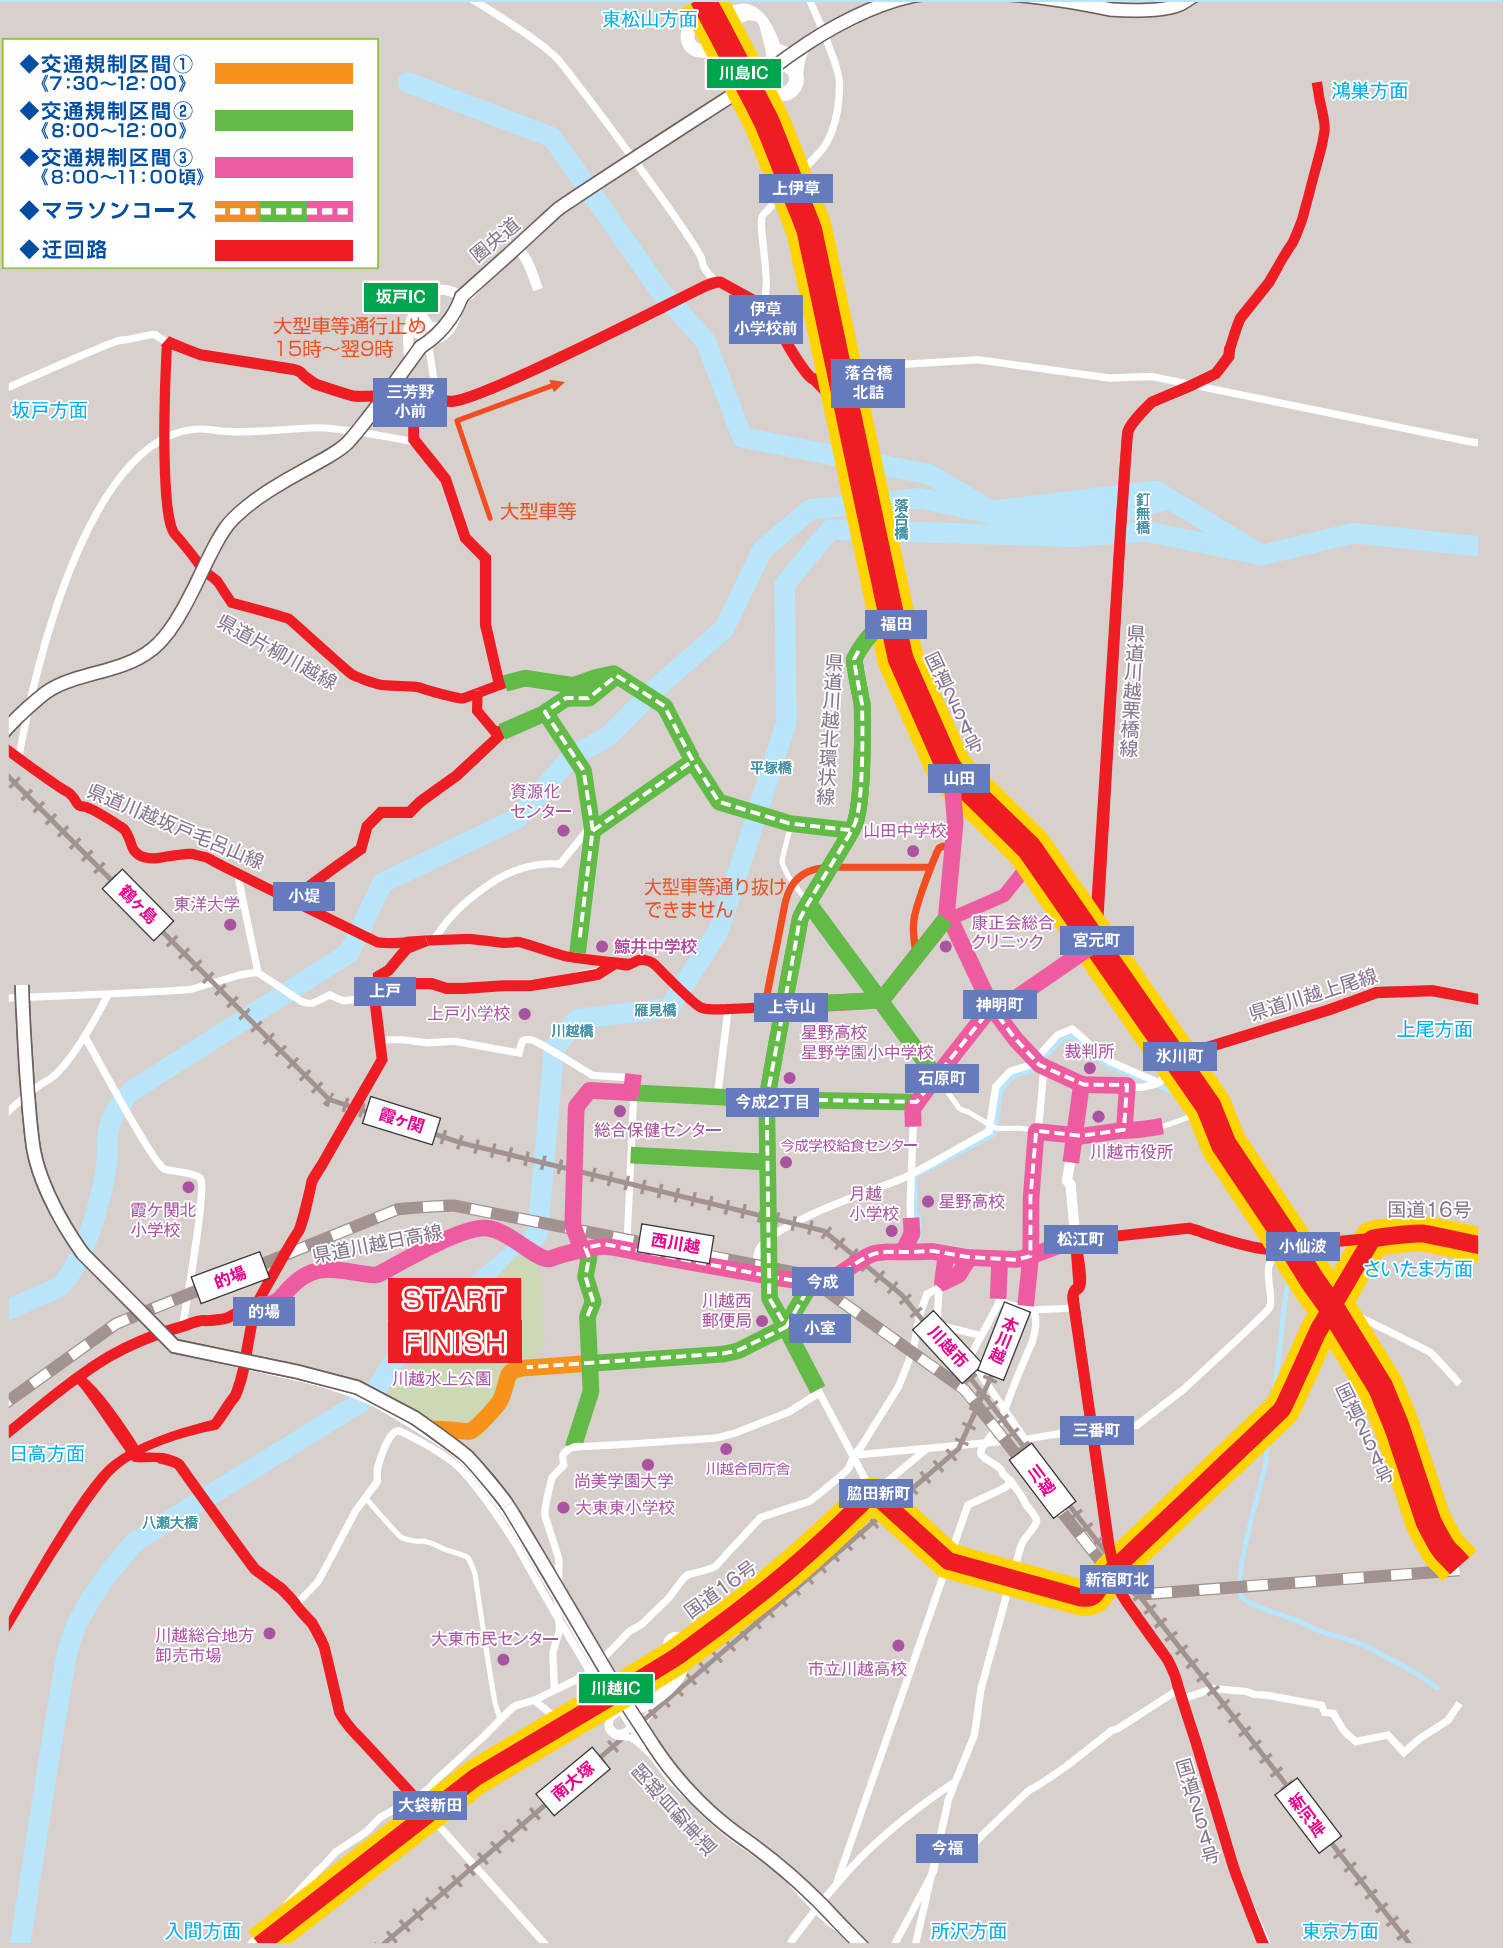 東松山方面
◆交通規制区間①
《7:30～12:00》
◆交通規制区間②
《8:00～12:00》
◆交通規制区間③
《8:00～11:00頃》
◆マラソンコース
◆迂回路
川島IC
鴻巣方面
上伊草
圏央道
坂戸IC
大型車等通行止め
15時～翌9時
伊草
小学校前
三芳野
小前
落合橋
北詰
坂戸方面
大型車等
落合橋
釘無橋
県道片柳川越線
福田
国道254号
県道川越北環状線
県道川越栗橋線
平塚橋
山田
資源化
センター
県道川越坂戸毛呂山線
山田中学校
大型車等通り抜け
できません
鶴ヶ島
小堤
東洋大学
康正会総合
クリニック
宮元町
鯨井中学校
上戸
上戸小学校
雁見橋
川越橋
上寺山
神明町
県道川越上尾線
上尾方面
星野高校
星野学園小中学校
裁判所
氷川町
石原町
今成2丁目
霞ヶ関
総合保健センター
今成学校給食センター
川越市役所
霞ケ関北
小学校
月越
小学校
星野高校
国道16号
県道川越日高線
西川越
松江町
小仙波
さいたま方面
的場
的場
今成
START
FINISH
川越西
郵便局
小室
川越市
本川越
川越水上公園
国道254号
三番町
日高方面
尚美学園大学
川越合同庁舎
川越
脇田新町
大東東小学校
八瀬大橋
国道16号
新宿町北
川越総合地方
卸売市場
大東市民センター
市立川越高校
川越IC
南大塚
関越自動車道
国道254号
新河岸
大袋新田
今福
入間方面
所沢方面
東京方面